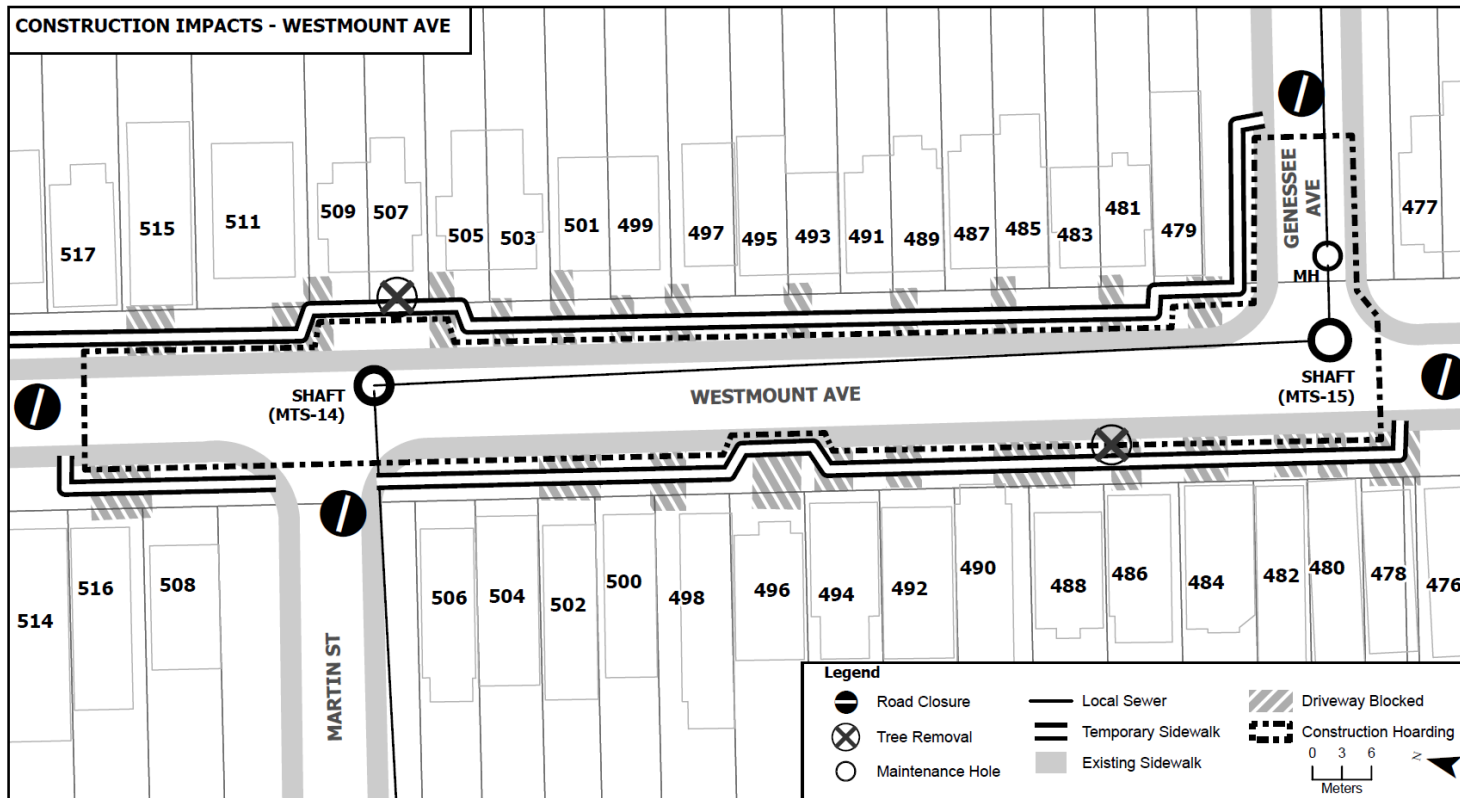 CONSTRUCTION IMPACTS - WESTMOUNT AVE
517
515
511
509
507
505
503
501
499
497
495
493
491
489
487
485
483
481
479
477
GENESSEE
AVE
MH
SHAFT
(MTS-14)
WESTMOUNT AVE
SHAFT
(MTS-15)
514
516
508
MARTIN ST
506
504
502
500
498
496
494
492
490
488
486
484
482
480
478
476
Legend
Road Closure
Tree Removal
Maintenance Hole
Local Sewer
Temporary Sidewalk
Existing Sidewalk
Driveway Blocked
Construction Hoarding
0 3 6
Meters
N